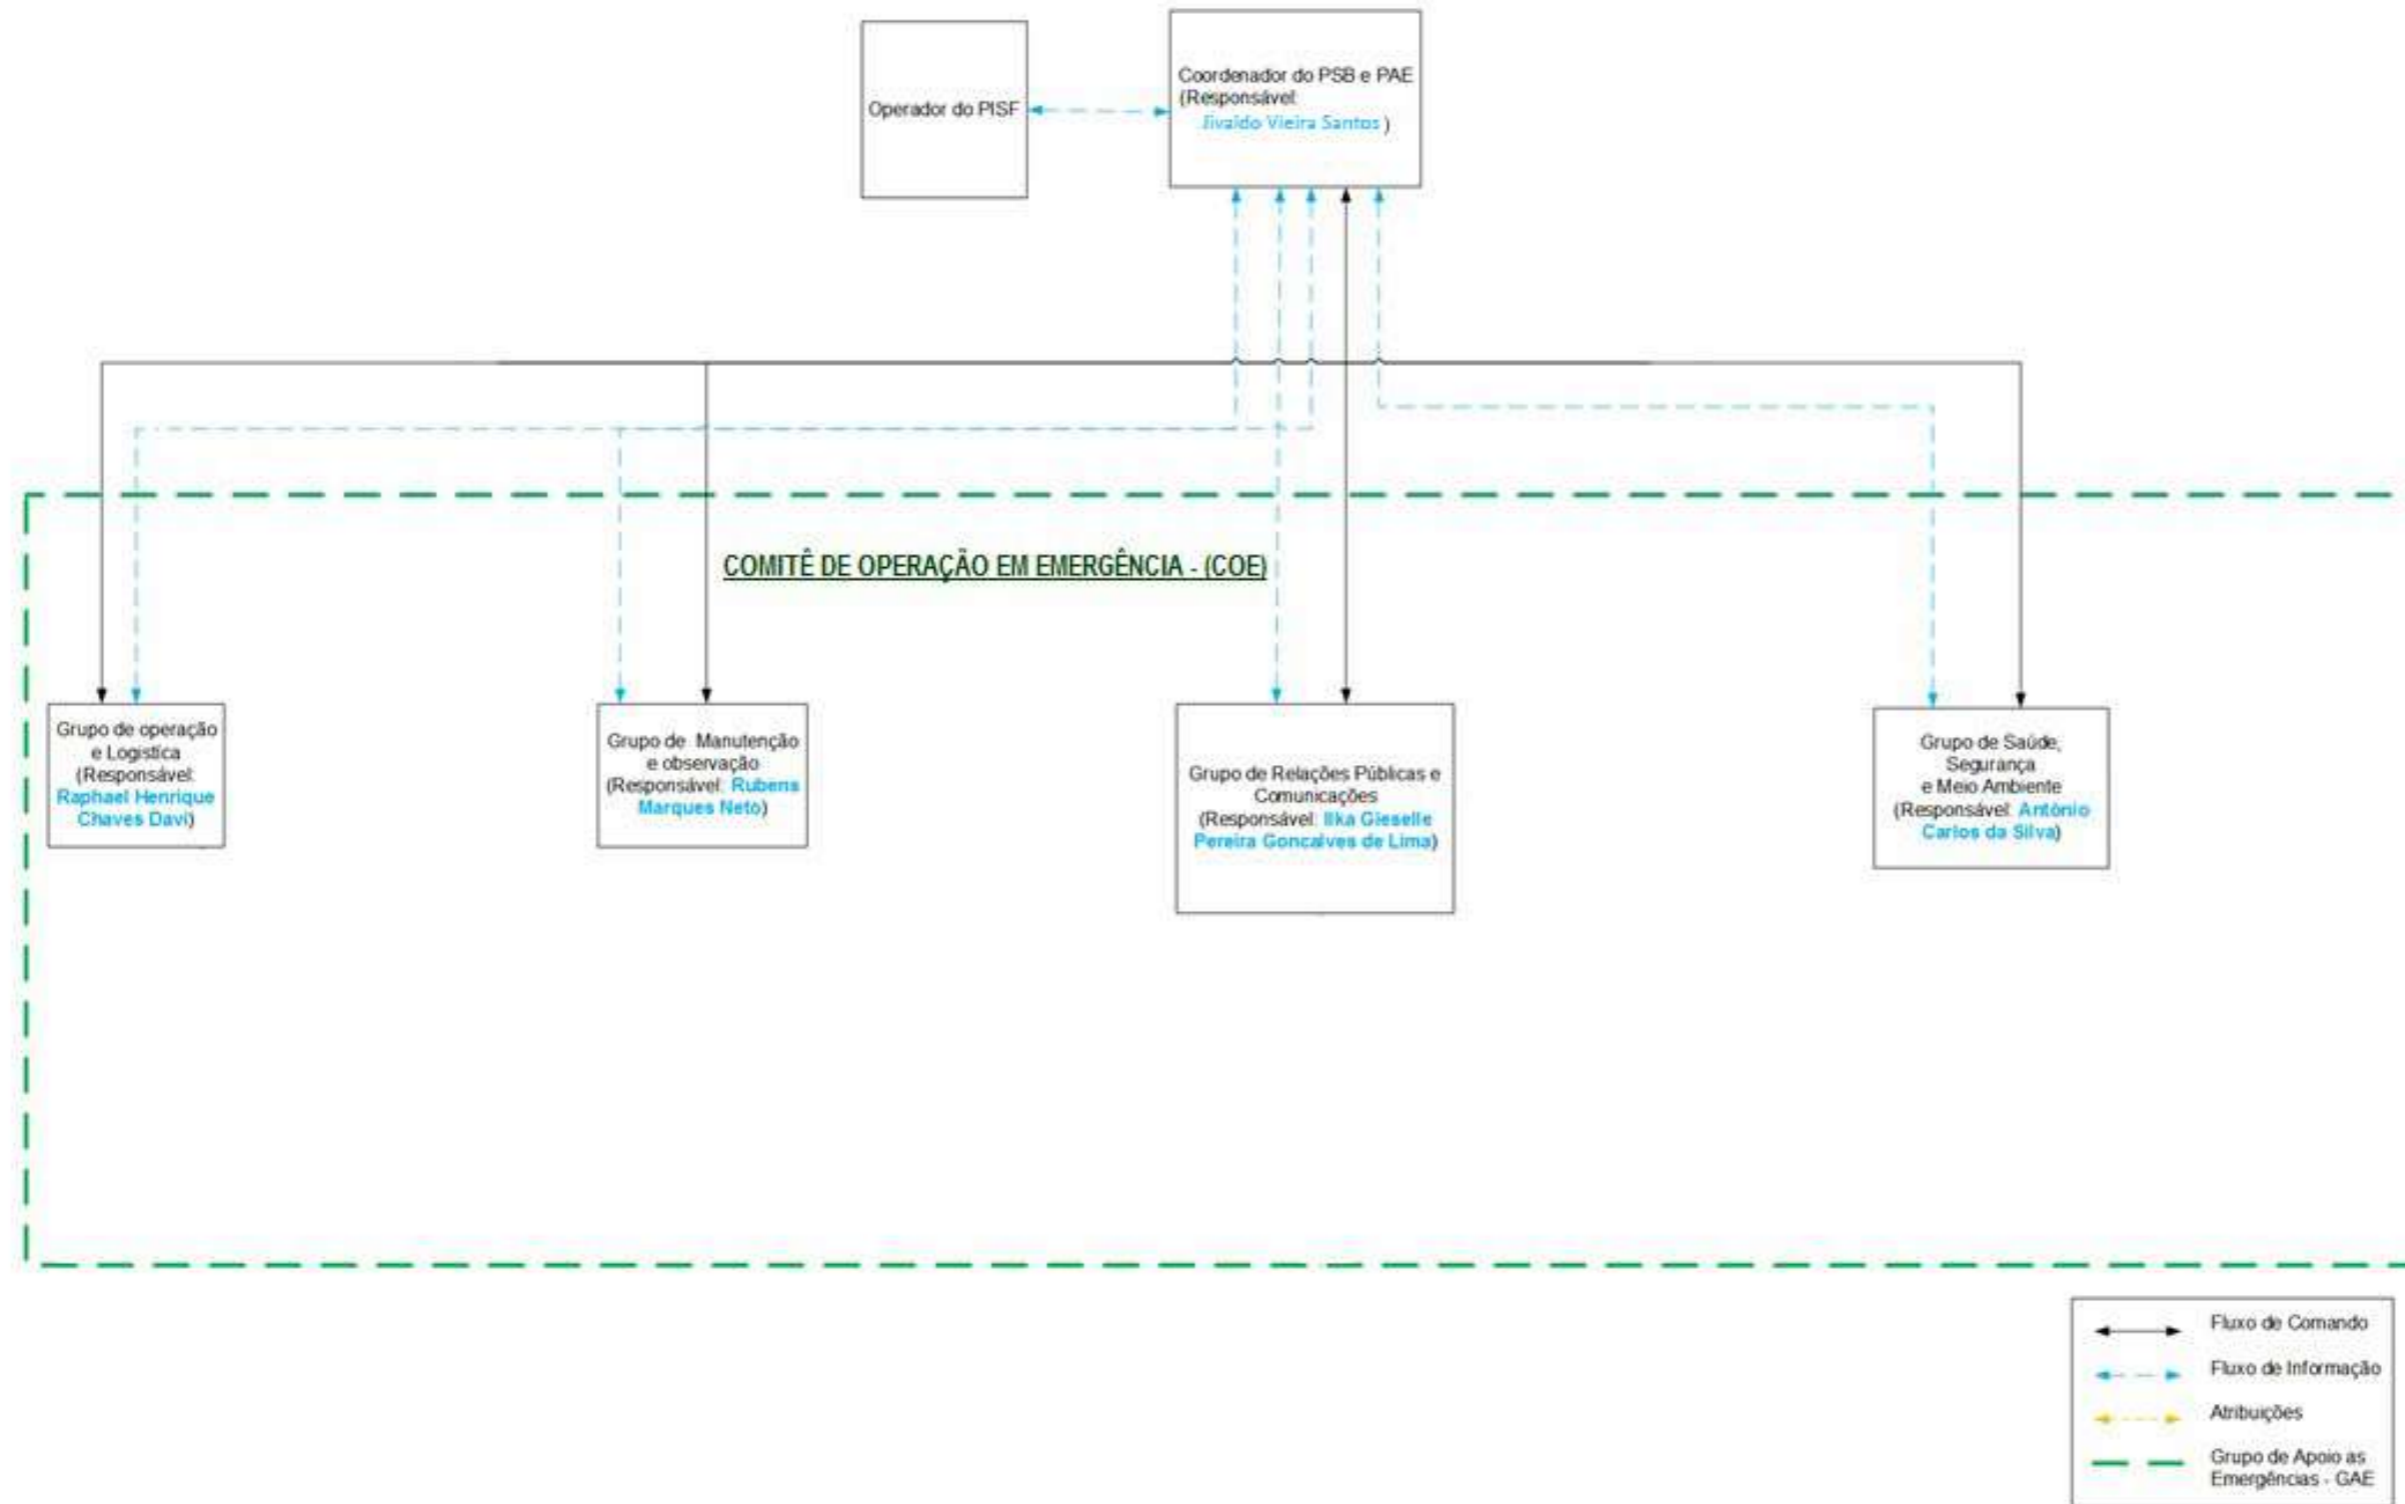 Operador do PISF
Coordenador do PSB e PAE
(Responsável:
Jivaldo Vieira Santos )
COMITÊ DE OPERAÇÃO EM EMERGÊNCIA - (COE)
Grupo de operação
e Logistica
(Responsável:
Raphael Henrique
Chaves Davi)
Grupo de Manutenção
e observação
(Responsável: Rubens
Marques Neto)
Grupo de Relações Públicas e
Comunicações
(Responsável: Ilka Gieselle
Pereira Goncalves de Lima)
Grupo de Saúde,
Segurança
e Meio Ambiente
(Responsável: Antônio
Carlos da Silva)
Fluxo de Comando
Fluxo de Informação
Atribuições
Grupo de Apoio as
Emergências - GAE